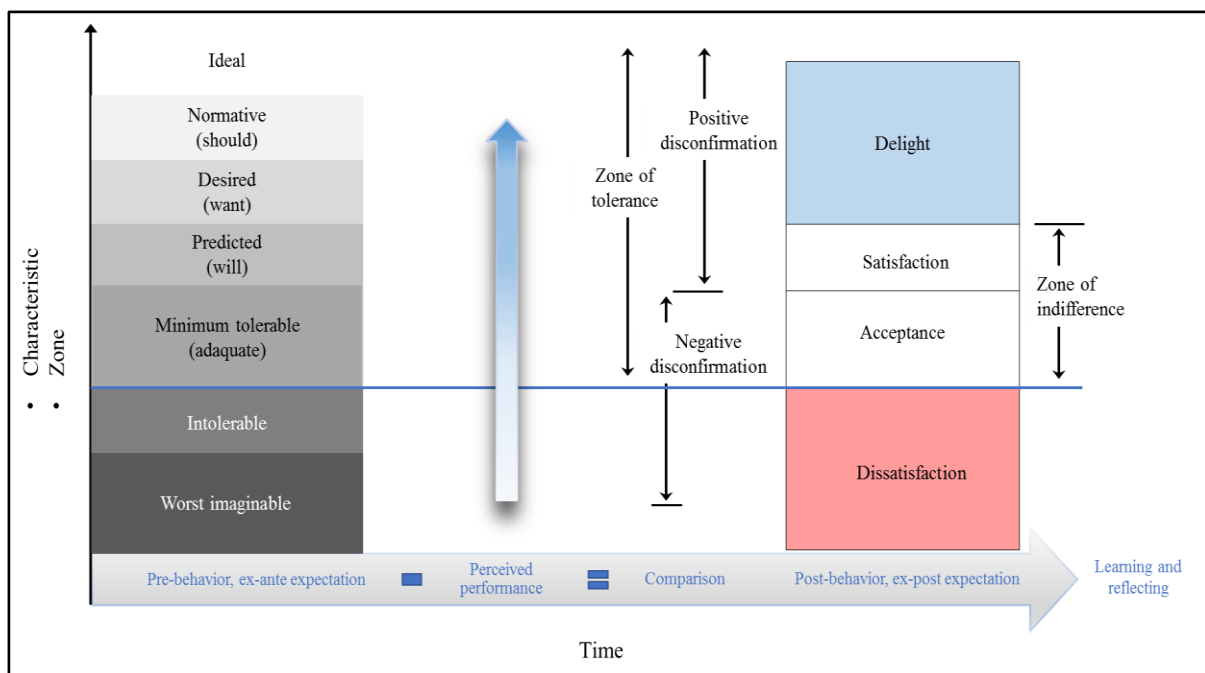 Ideal
Normative
(should)
Desired
(want)
Predicted
(will)
Minimum tolerable
(adaquate)
Intolerable
Worst imaginable
• Characteristic
• Zone
Zone of
tolerance
Positive
disconfirmation
Negative
disconfirmation
Delight
Satisfaction
Acceptance
Dissatisfaction
Zone of
indifference
Pre-behavior, ex-ante expectation
Perceived
performance
Comparison
Post-behavior, ex-post expectation
Learning and
reflecting
Time